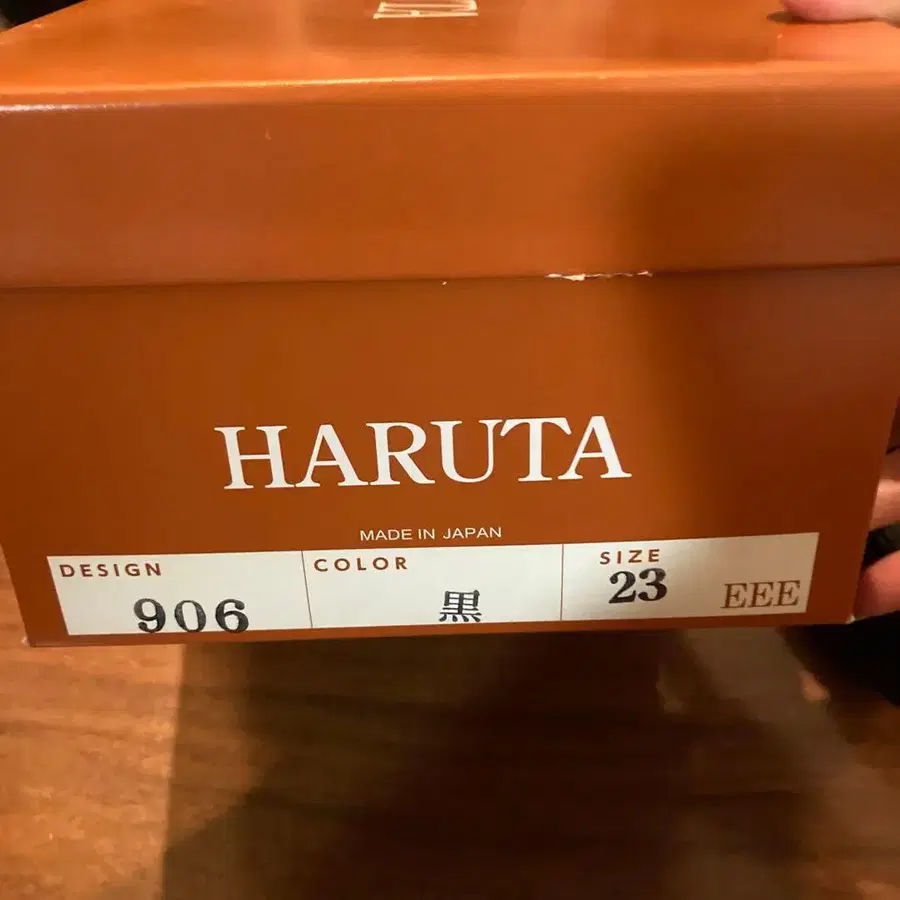 HARUTA
MADE IN JAPAN
DESIGN COLOR SIZE
906 黒 23 EEE